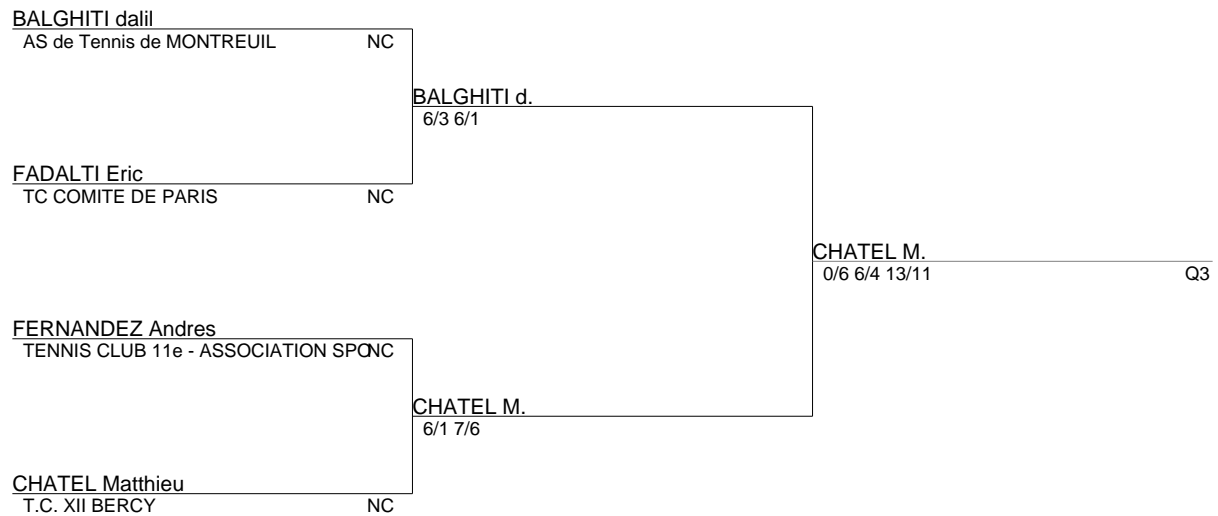 BALGHITI dalil
AS de Tennis de MONTREUIL NC
BALGHITI d.
6/3 6/1
FADALTI Eric
TC COMITE DE PARIS NC
CHATEL M.
0/6 6/4 13/11 Q3
FERNANDEZ Andres
TENNIS CLUB 11e - ASSOCIATION SPO NC
CHATEL M.
6/1 7/6
CHATEL Matthieu
T.C. XII BERCY NC